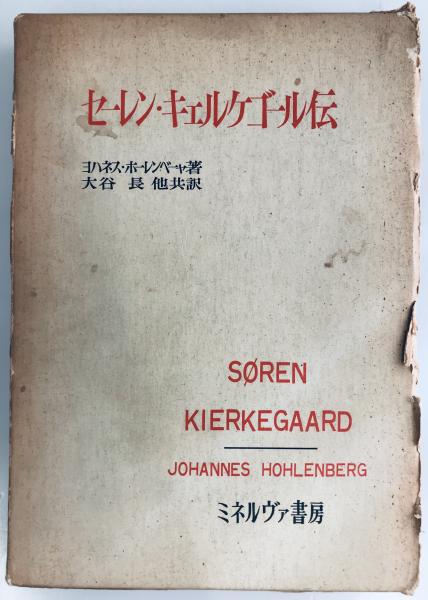 セーレン・キェルケゴール伝
ヨハネス・ホーレンベーャ著
大谷 長 他共訳
SØREN
KIERKEGAARD
JOHANNES HOHLENBERG
ミネルヴァ書房